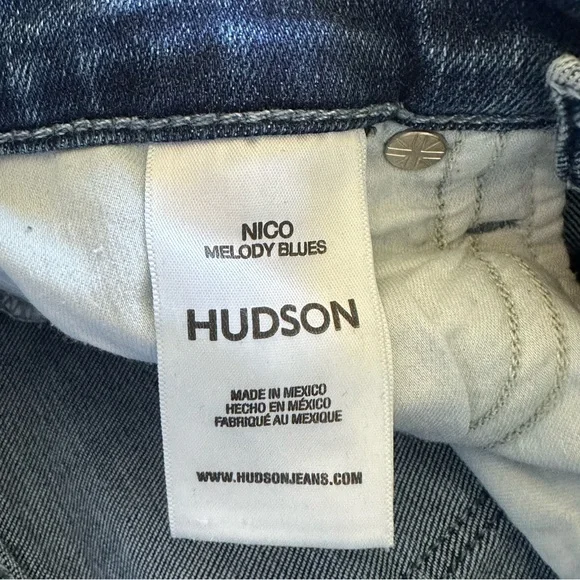 NICO
MELODY BLUES
HUDSON
MADE IN MEXICO
HECHO EN MÉXICO
FABRIQUÉ AU MEXIQUE
WWW.HUDSONJEANS.COM